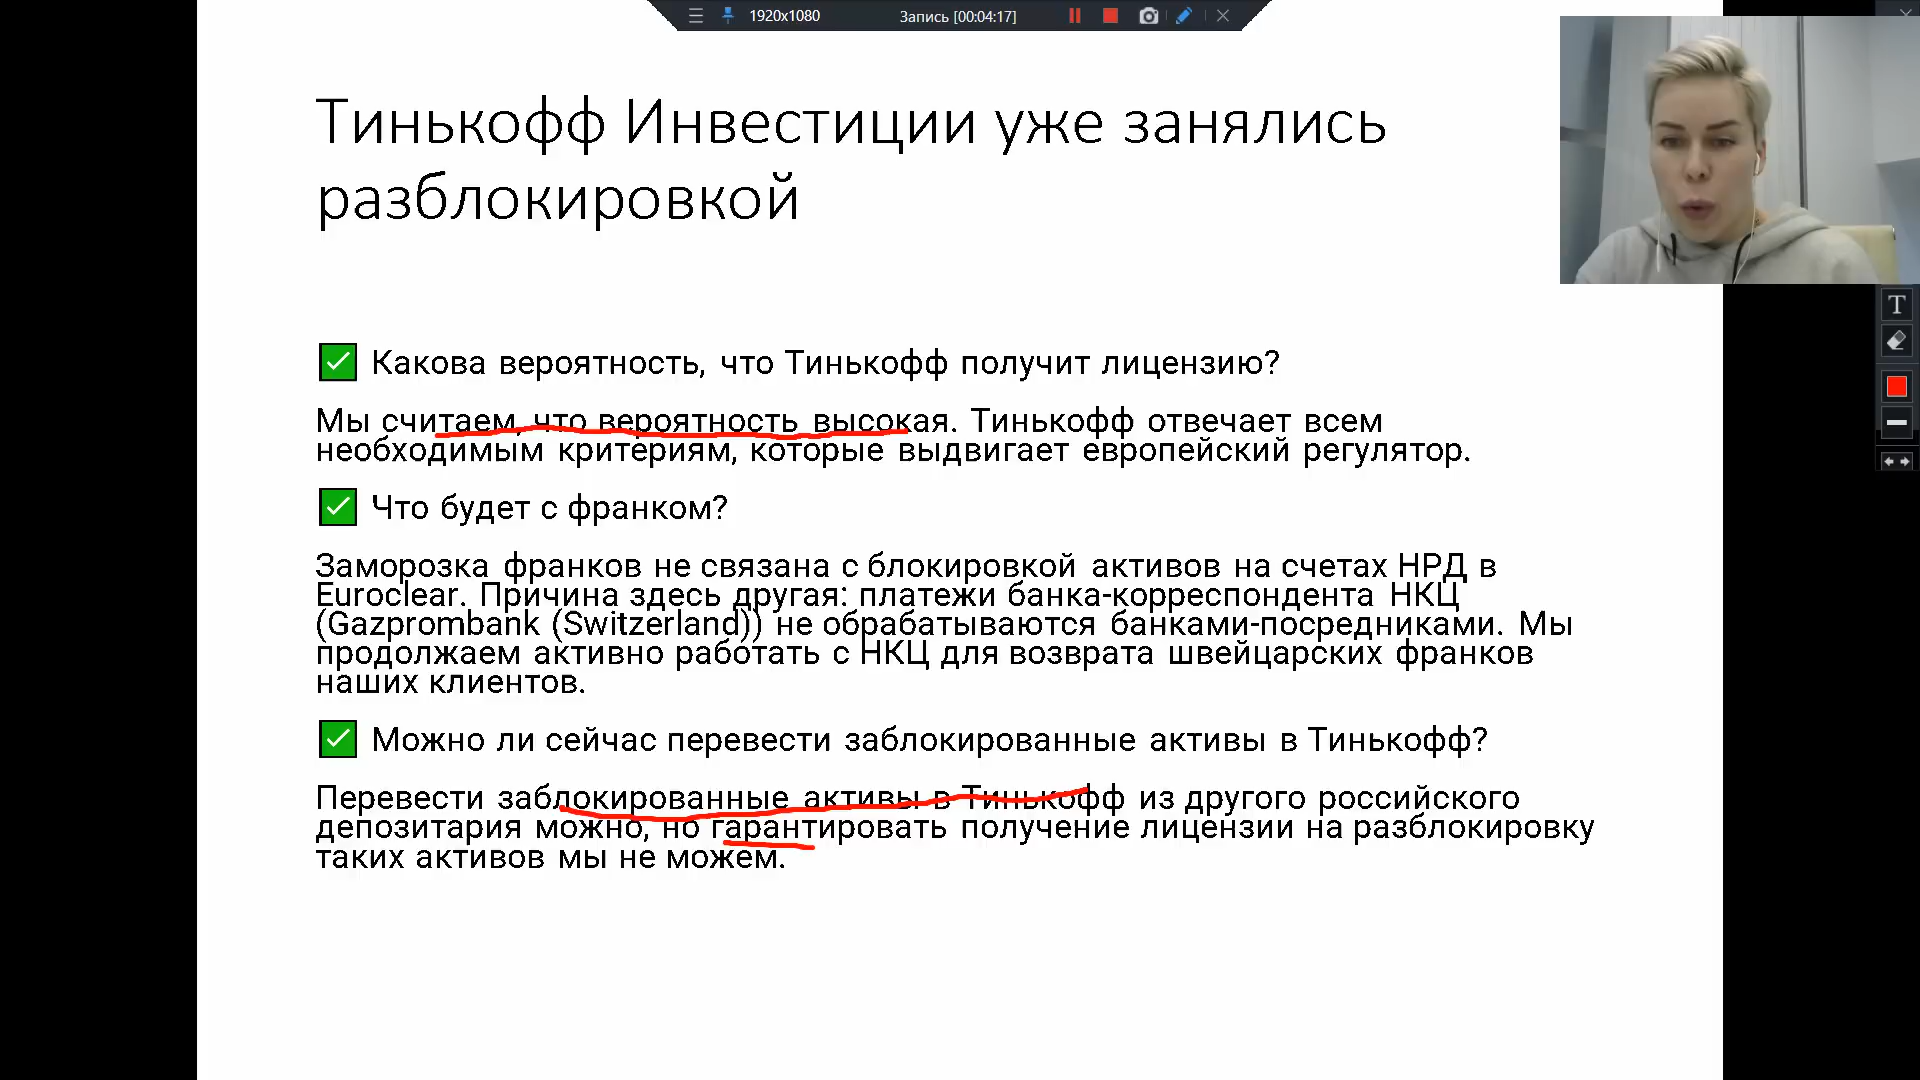 1920x1080
Запись [00:04:17]
Тинькофф Инвестиции уже занялись
разблокировкой
Какова вероятность, что Тинькофф получит лицензию?
Мы считаем, что вероятность высокая. Тинькофф отвечает всем
необходимым критериям, которые выдвигает европейский регулятор.
Что будет с франком?
Заморозка франков не связана с блокировкой активов на счетах НРД в
Euroclear. Причина здесь другая: платежи банка-корреспондента НКЦ
(Gazprombank (Switzerland)) не обрабатываются банками-посредниками. Мы
продолжаем активно работать с НКЦ для возврата швейцарских франков
наших клиентов.
Можно ли сейчас перевести заблокированные активы в Тинькофф?
Перевести заблокированные активы в Тинькофф из другого российского
депозитария можно, но гарантировать получение лицензии на разблокировку
таких активов мы не можем.
T